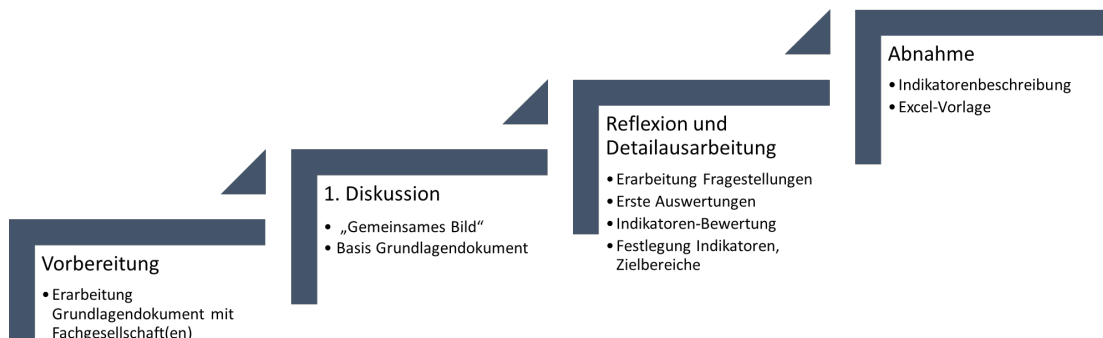 Vorbereitung
• Erarbeitung
Grundlagendokument mit
Fachgesellschaft(en)
1. Diskussion
• „Gemeinsames Bild“
• Basis Grundlagendokument
Reflexion und
Detailausarbeitung
• Erarbeitung Fragestellungen
• Erste Auswertungen
• Indikatoren-Bewertung
• Festlegung Indikatoren,
Zielbereiche
Abnahme
• Indikatorenbeschreibung
• Excel-Vorlage